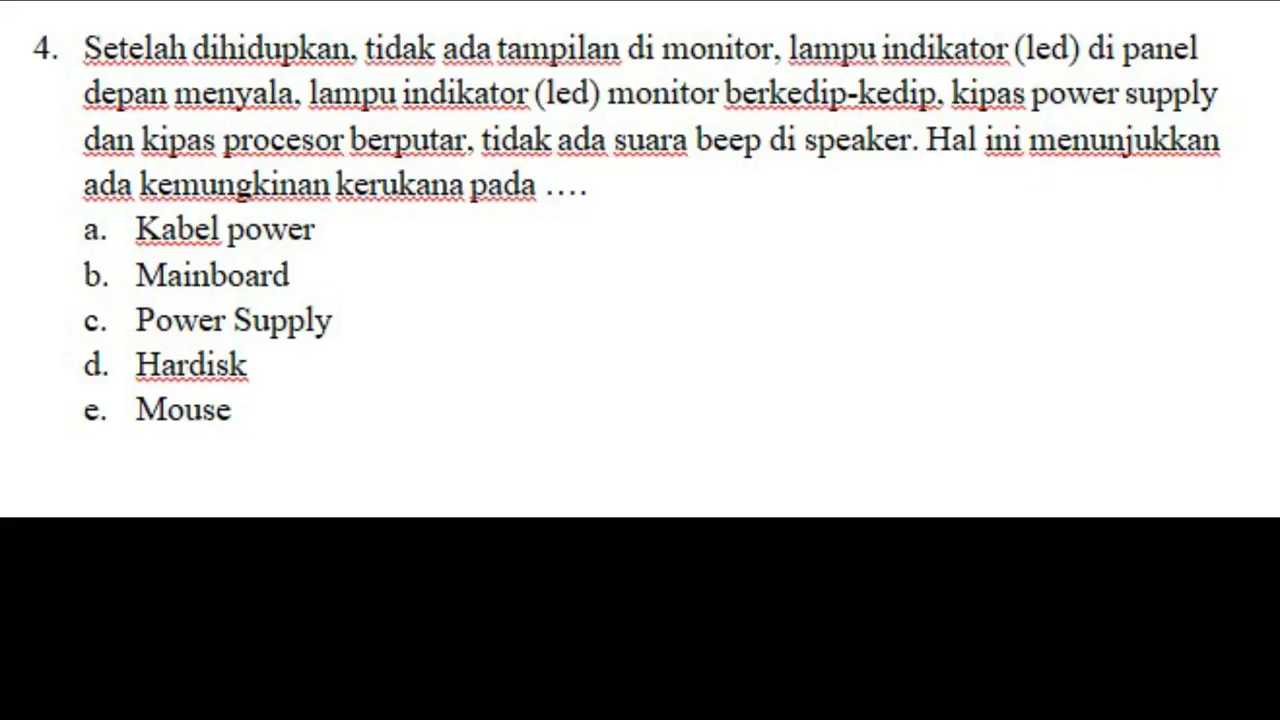 4. Setelah dihidupkan, tidak ada tampilan di monitor, lampu indikator (led) di panel
depan menyala, lampu indikator (led) monitor berkedip-kedip, kipas power supply
dan kipas procesor berputar, tidak ada suara beep di speaker. Hal ini menunjukkan
ada kemungkinan kerukana pada ....
a. Kabel power
b. Mainboard
c. Power Supply
d. Hardisk
e. Mouse